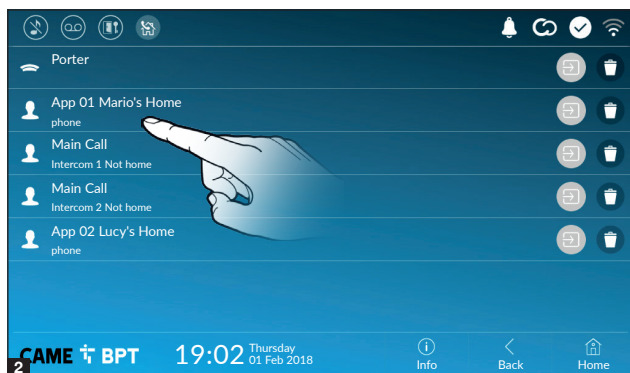 Porter
App 01 Mario's Home
phone
Main Call
Intercom 1 Not home
Main Call
Intercom 2 Not home
App 02 Lucy's Home
phone
CAME BPT 19:02 Thursday
01 Feb 2018
Info Back Home
2